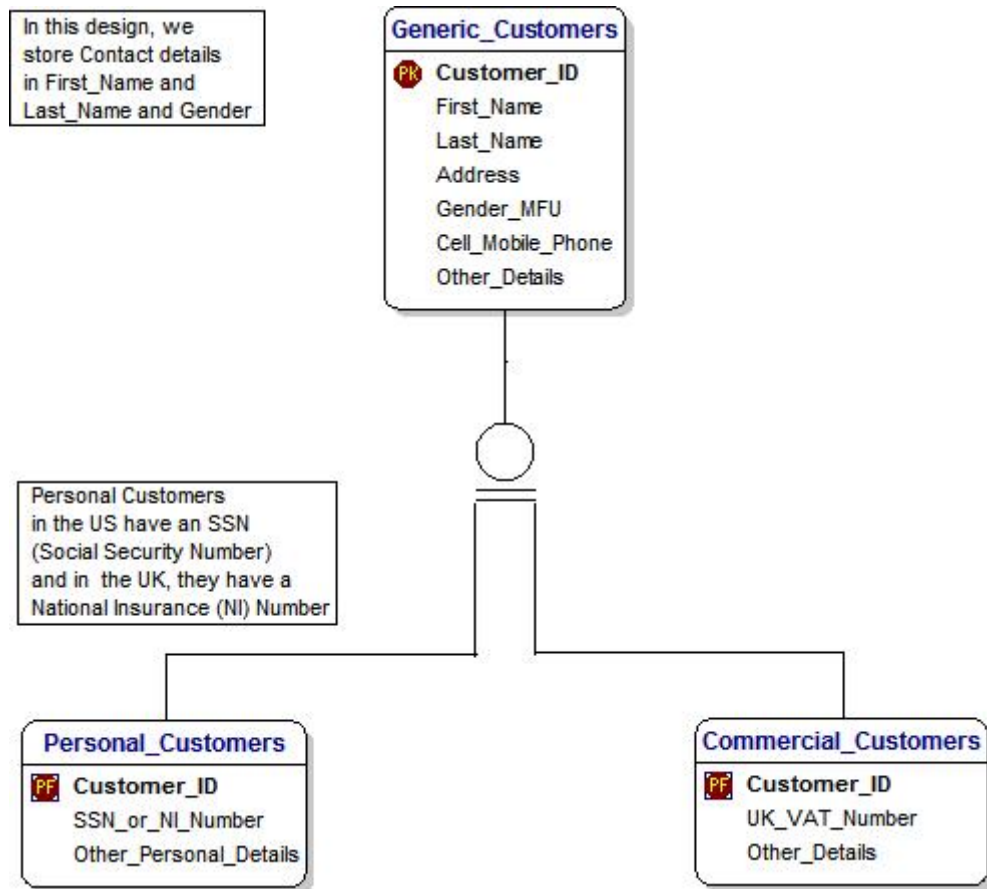 In this design, we
store Contact details
in First_Name and
Last_Name and Gender
Generic_Customers
PK Customer_ID
First_Name
Last_Name
Address
Gender_MFU
Cell_Mobile_Phone
Other_Details
Personal Customers
in the US have an SSN
(Social Security Number)
and in the UK, they have a
National Insurance (NI) Number
Personal_Customers
PF Customer_ID
SSN_or_NI_Number
Other_Personal_Details
Commercial_Customers
PF Customer_ID
UK_VAT_Number
Other_Details